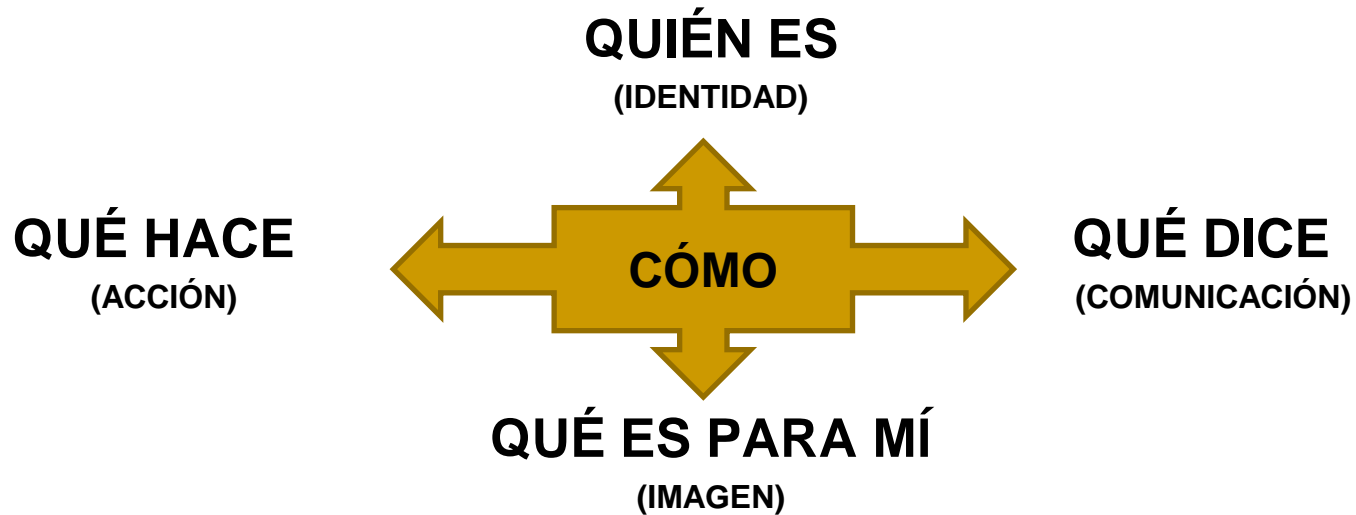 QUIÉN ES
(IDENTIDAD)
QUÉ HACE
(ACCIÓN)
CÓMO
QUÉ DICE
(COMUNICACIÓN)
QUÉ ES PARA MÍ
(IMAGEN)